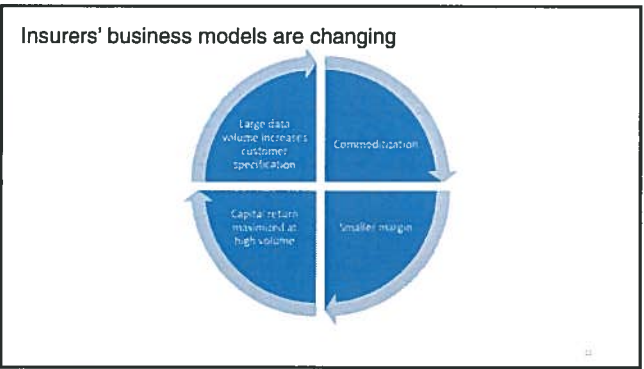 Insurers' business models are changing
Large data
volume increases
customer
specification
Commoditization
Capital return
maximized at
high volume
Smaller margin